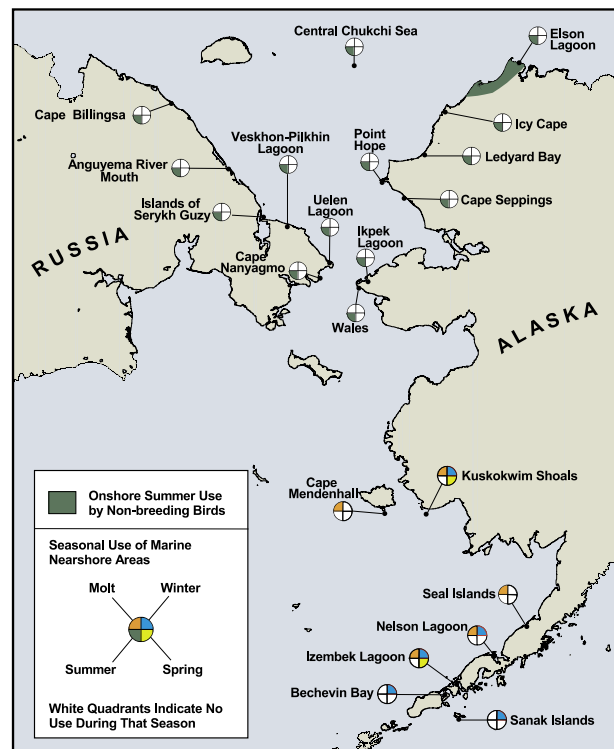 Central Chukchi Sea
Elson
Lagoon
Cape Billingsa
Veskhon-Pilkhin
Lagoon
Point
Hope
Icy Cape
Anguyema River
Mouth
Ledyard Bay
Islands of
Serykh Guzy
Uelen
Lagoon
Cape Seppings
Ikpek
Lagoon
RUSSIA
Cape
Nanyagmo
Wales
ALASKA
Cape
Mendenhall
Kuskokwim Shoals
Seal Islands
Nelson Lagoon
Izembek Lagoon
Bechevin Bay
Sanak Islands
Onshore Summer Use
by Non-breeding Birds
Seasonal Use of Marine
Nearshore Areas
Molt
Winter
Summer
Spring
White Quadrants Indicate No
Use During That Season